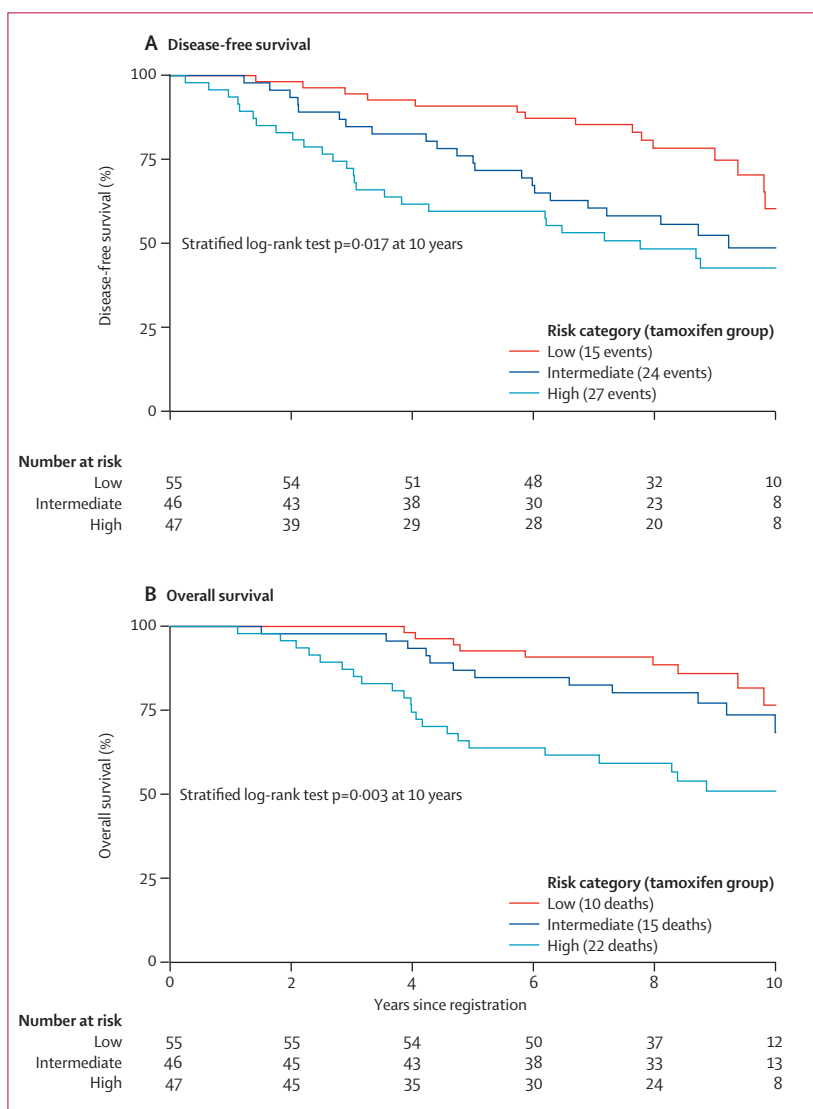 A Disease-free survival
100
75
50
25
0
Disease-free survival (%)
Stratified log-rank test p=0·017 at 10 years
Risk category (tamoxifen group)
Low (15 events)
Intermediate (24 events)
High (27 events)
Number at risk
Low 55 54 51 48 32 10
Intermediate 46 43 38 30 23 8
High 47 39 29 28 20 8
B Overall survival
100
75
50
25
0
Overall survival (%)
Stratified log-rank test p=0·003 at 10 years
Risk category (tamoxifen group)
Low (10 deaths)
Intermediate (15 deaths)
High (22 deaths)
0 2 4 6 8 10
Years since registration
Number at risk
Low 55 55 54 50 37 12
Intermediate 46 45 43 38 33 13
High 47 45 35 30 24 8